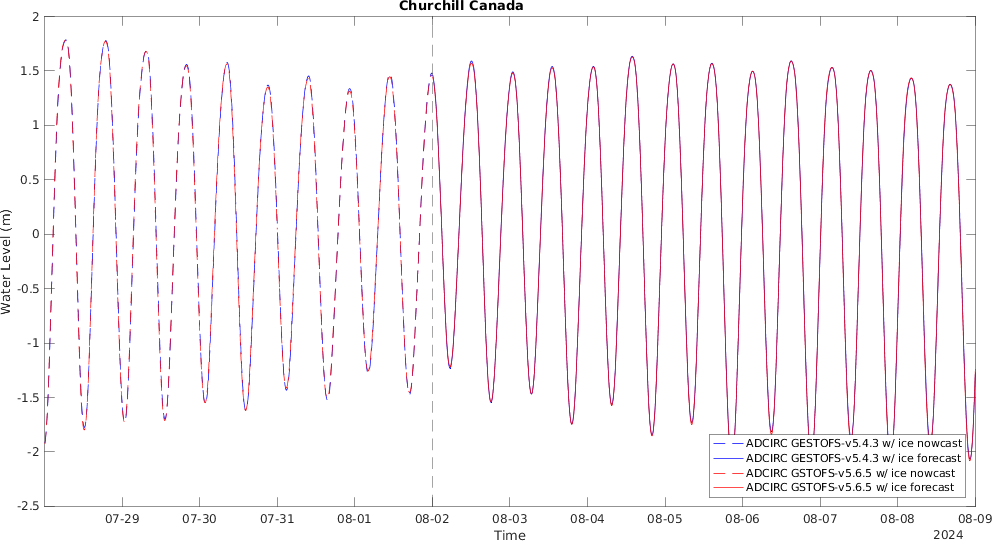 Churchill Canada
2
1.5
1
0.5
0
-0.5
-1
-1.5
-2
-2.5
Water Level (m)
ADCIRC GESTOFS-v5.4.3 w/ ice nowcast
ADCIRC GESTOFS-v5.4.3 w/ ice forecast
ADCIRC GSTOFS-v5.6.5 w/ ice nowcast
ADCIRC GSTOFS-v5.6.5 w/ ice forecast
07-29 07-30 07-31 08-01 08-02 08-03 08-04 08-05 08-06 08-07 08-08 08-09
Time
2024